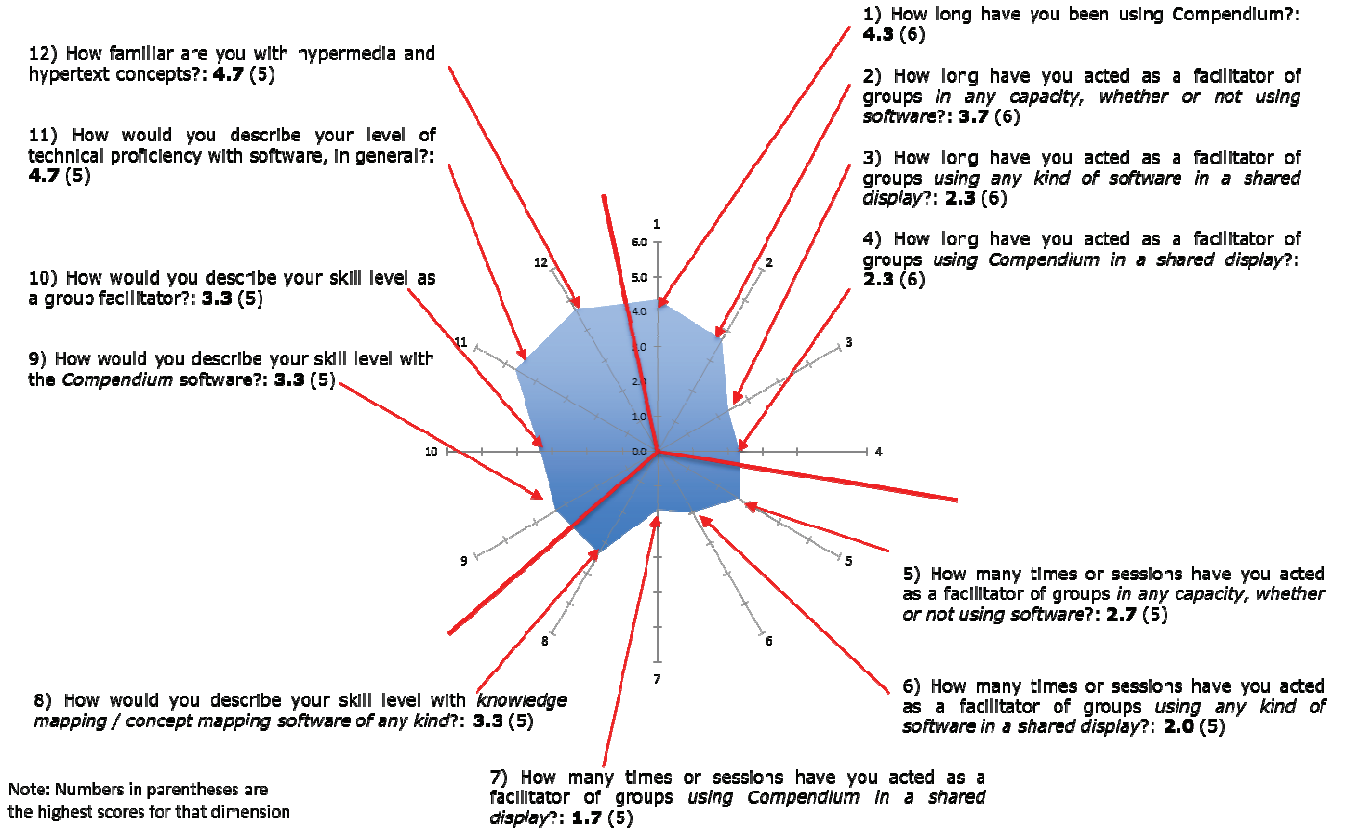 1) How long have you been using Compendium?:
4.3 (6)
2) How long have you acted as a facilitator of
groups in any capacity, whether or not using
software?: 3.7 (6)
3) How long have you acted as a facilitator of
groups using any kind of software in a shared
display?: 2.3 (6)
4) How long have you acted as a facilitator of
groups using Compendium in a shared display?:
2.3 (6)
12) How familiar are you with hypermedia and
hypertext concepts?: 4.7 (5)
11) How would you describe your level of
technical proficiency with software, in general?:
4.7 (5)
10) How would you describe your skill level as
a group facilitator?: 3.3 (5)
9) How would you describe your skill level with
the Compendium software?: 3.3 (5)
1
6.0
5.0
4.0
3.0
2.0
1.0
0.0
2
3
4
5
6
7
8
9
10
11
12
5) How many times or sessions have you acted
as a facilitator of groups in any capacity, whether
or not using software?: 2.7 (5)
6) How many times or sessions have you acted
as a facilitator of groups using any kind of
software in a shared display?: 2.0 (5)
8) How would you describe your skill level with knowledge
mapping / concept mapping software of any kind?: 3.3 (5)
7) How many times or sessions have you acted as a
facilitator of groups using Compendium in a shared
display?: 1.7 (5)
Note: Numbers in parentheses are
the highest scores for that dimension